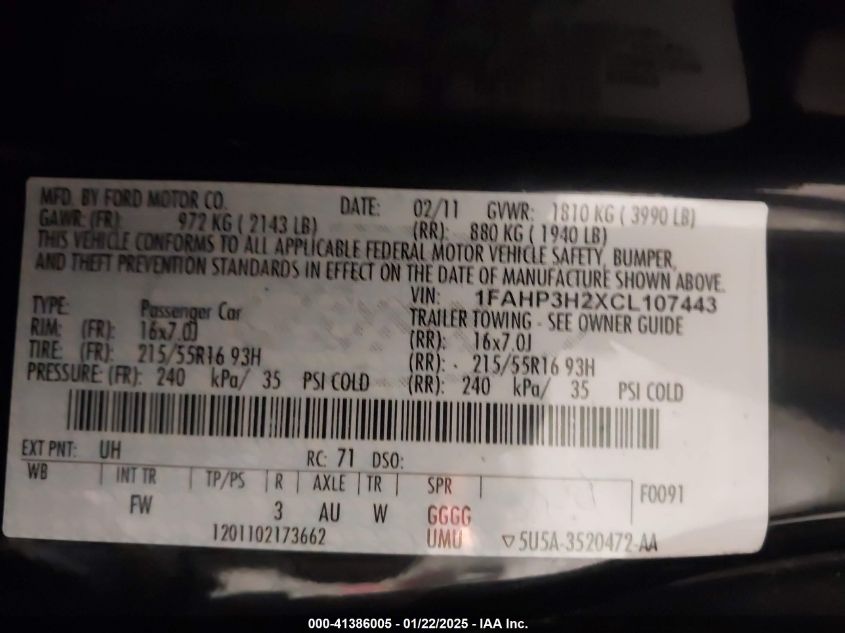 MFD. BY FORD MOTOR CO. DATE: 02/11 GVWR: 1810 KG ( 3990 LB)
GAWR: (FR): 972 KG ( 2143 LB) (RR): 880 KG ( 1940 LB)
THIS VEHICLE CONFORMS TO ALL APPLICABLE FEDERAL MOTOR VEHICLE SAFETY, BUMPER,
AND THEFT PREVENTION STANDARDS IN EFFECT ON THE DATE OF MANUFACTURE SHOWN ABOVE.
VIN: 1FAHP3H2XCL107443
TYPE: Passenger Car TRAILER TOWING - SEE OWNER GUIDE
RIM: (FR): 16x7.0J (RR): 16x7.0J
TIRE: (FR): 215/55R16 93H (RR): 215/55R16 93H
PRESSURE: (FR): 240 kPa/ 35 PSI COLD (RR): 240 kPa/ 35 PSI COLD
EXT PNT: UH RC: 71 DSO:
WB INT TR TP/PS R AXLE TR SPR F0091
FW 3 AU W GGGG
1201102173662 UMU ▽5U5A-3520472-AA
000-41386005 - 01/22/2025 - IAA Inc.